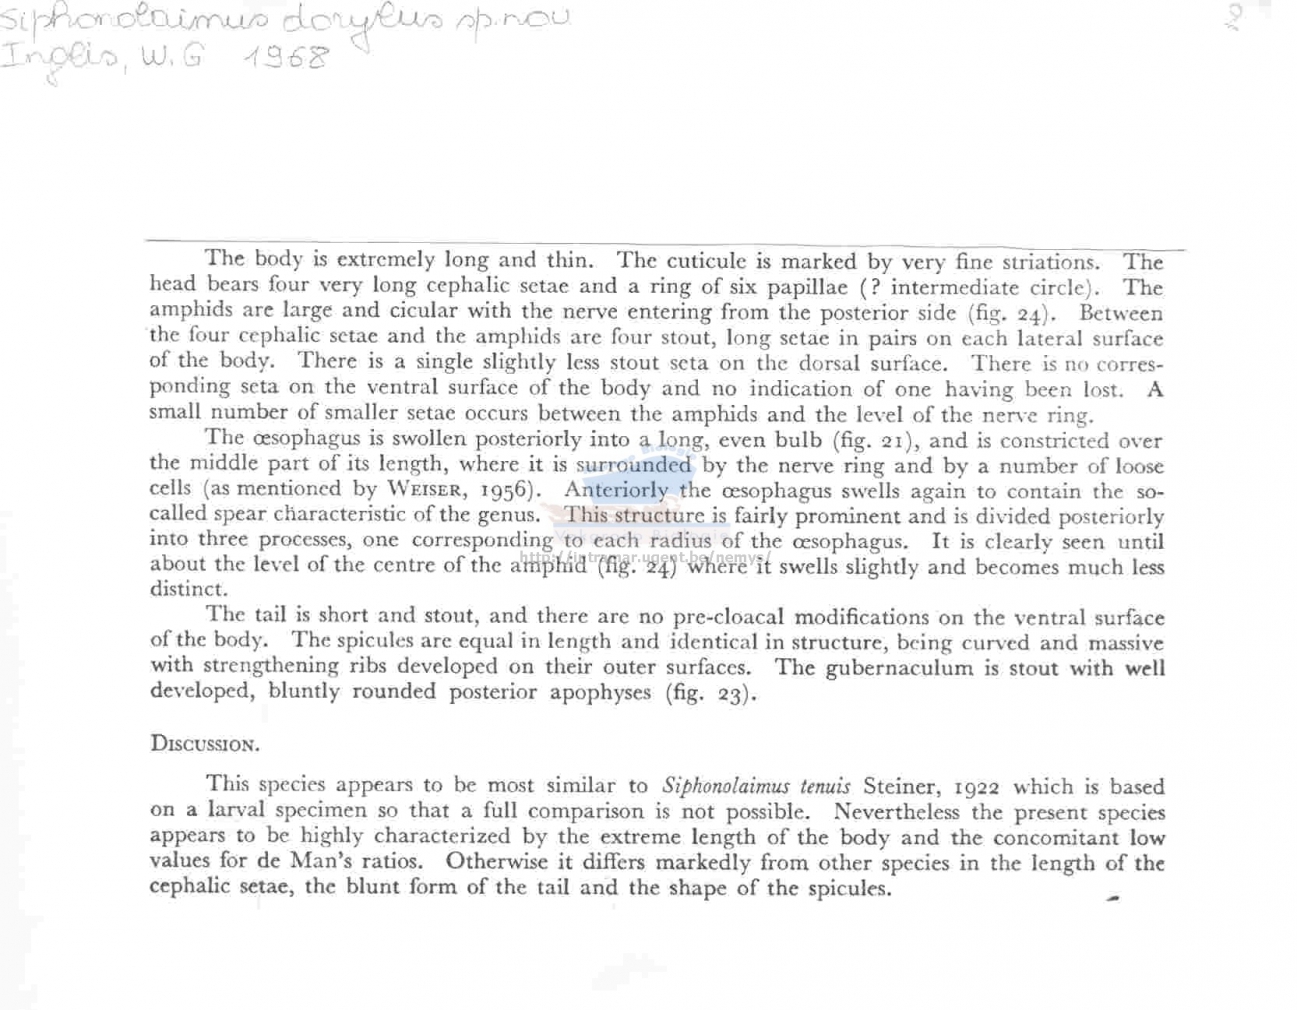 Siphonolaimus dorylus sp.nov
2
Inglis, W.G 1968
The body is extremely long and thin. The cuticule is marked by very fine striations. The
head bears four very long cephalic setae and a ring of six papillae (? intermediate circle). The
amphids are large and cicular with the nerve entering from the posterior side (fig. 24). Between
the four cephalic setae and the amphids are four stout, long setae in pairs on each lateral surface
of the body. There is a single slightly less stout seta on the dorsal surface. There is no corres-
ponding seta on the ventral surface of the body and no indication of one having been lost. A
small number of smaller setae occurs between the amphids and the level of the nerve ring.
The œsophagus is swollen posteriorly into a long, even bulb (fig. 21), and is constricted over
the middle part of its length, where it is surrounded by the nerve ring and by a number of loose
cells (as mentioned by WEISER, 1956). Anteriorly the œsophagus swells again to contain the so-
called spear characteristic of the genus. This structure is fairly prominent and is divided posteriorly
into three processes, one corresponding to each radius of the œsophagus. It is clearly seen until
http://intramar.ugent.be/nemys/
about the level of the centre of the amphid (fig. 24) where it swells slightly and becomes much less
distinct.
The tail is short and stout, and there are no pre-cloacal modifications on the ventral surface
of the body. The spicules are equal in length and identical in structure, being curved and massive
with strengthening ribs developed on their outer surfaces. The gubernaculum is stout with well
developed, bluntly rounded posterior apophyses (fig. 23).
DISCUSSION.
This species appears to be most similar to Siphonolaimus tenuis Steiner, 1922 which is based
on a larval specimen so that a full comparison is not possible. Nevertheless the present species
appears to be highly characterized by the extreme length of the body and the concomitant low
values for de Man's ratios. Otherwise it differs markedly from other species in the length of the
cephalic setae, the blunt form of the tail and the shape of the spicules.